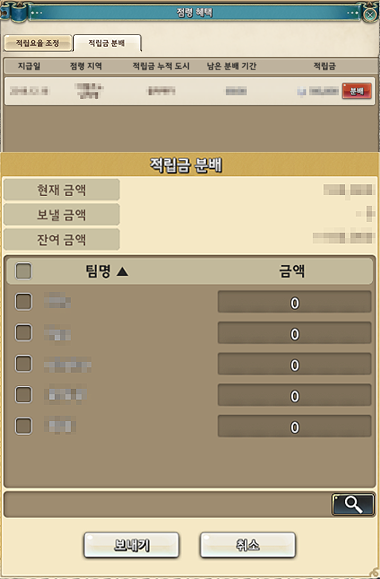 점령 혜택
적립요율 조정 적립금 분배
지급일 점령 지역 적립금 누적 도시 남은 분배 기간 적립금
분배
적립금 분배
현재 금액
보낼 금액
잔여 금액
팀명 ▲ 금액
0
0
0
0
0
보내기 취소